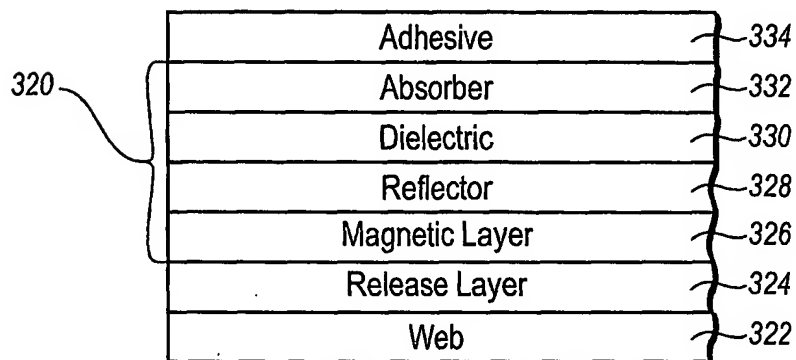 Adhesive 334
320 Absorber 332
Dielectric 330
Reflector 328
Magnetic Layer 326
Release Layer 324
Web 322